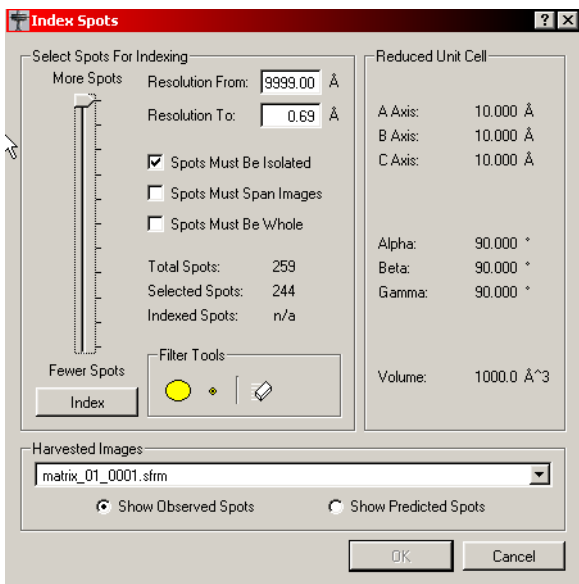 Index Spots
Select Spots For Indexing
More Spots
Resolution From: 9999.00 Å
Resolution To: 0.69 Å
Spots Must Be Isolated
Spots Must Span Images
Spots Must Be Whole
Total Spots: 259
Selected Spots: 244
Indexed Spots: n/a
Fewer Spots
Index
Filter Tools
Reduced Unit Cell
A Axis: 10.000 Å
B Axis: 10.000 Å
C Axis: 10.000 Å
Alpha: 90.000 °
Beta: 90.000 °
Gamma: 90.000 °
Volume: 1000.0 Å^3
Harvested Images
matrix_01_0001.sfrm
Show Observed Spots
Show Predicted Spots
OK
Cancel